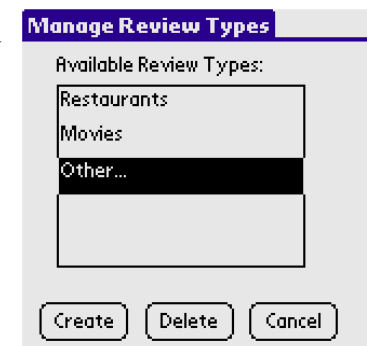 Manage Review Types
Available Review Types:
Restaurants
Movies
Other...
Create Delete Cancel